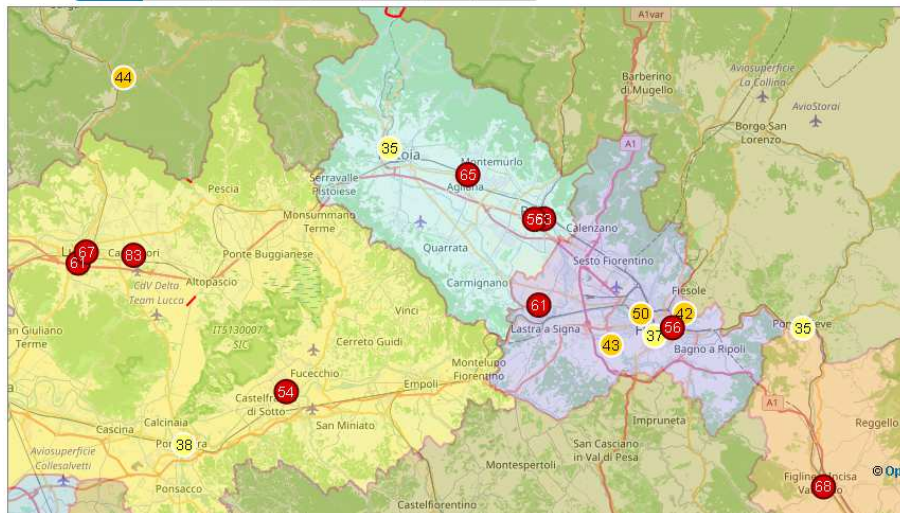 A1var
44
Barberino
di Mugello
Aviosuperficie
La Collina
AvioStorai
Borgo San
Lorenzo
A1
35
65
Montemurlo
Agliana
Serravalle
Pistoiese
Pescia
Monsummano
Terme
63
Calenzano
Quarrata
Sesto Fiorentino
67
61
83
Ponte Buggianese
CdV Delta
Team Lucca
Altopascio
Carmignano
Fiesole
61
50
42
56
37
43
35
Lastra a Signa
Bagno a Ripoli
San Giuliano
Terme
IT5130007
SIC
Vinci
Cerreto Guidi
Montelupo
Fiorentino
54
Fucecchio
Empoli
Castelfra
di Sotto
San Miniato
Calcinaia
Cascina
38
Aviosuperficie
Collesalvetti
Ponsacco
A1
Impruneta
Reggello
San Casciano
in Val di Pesa
Montespertoli
Castelfiorentino
68
© Op